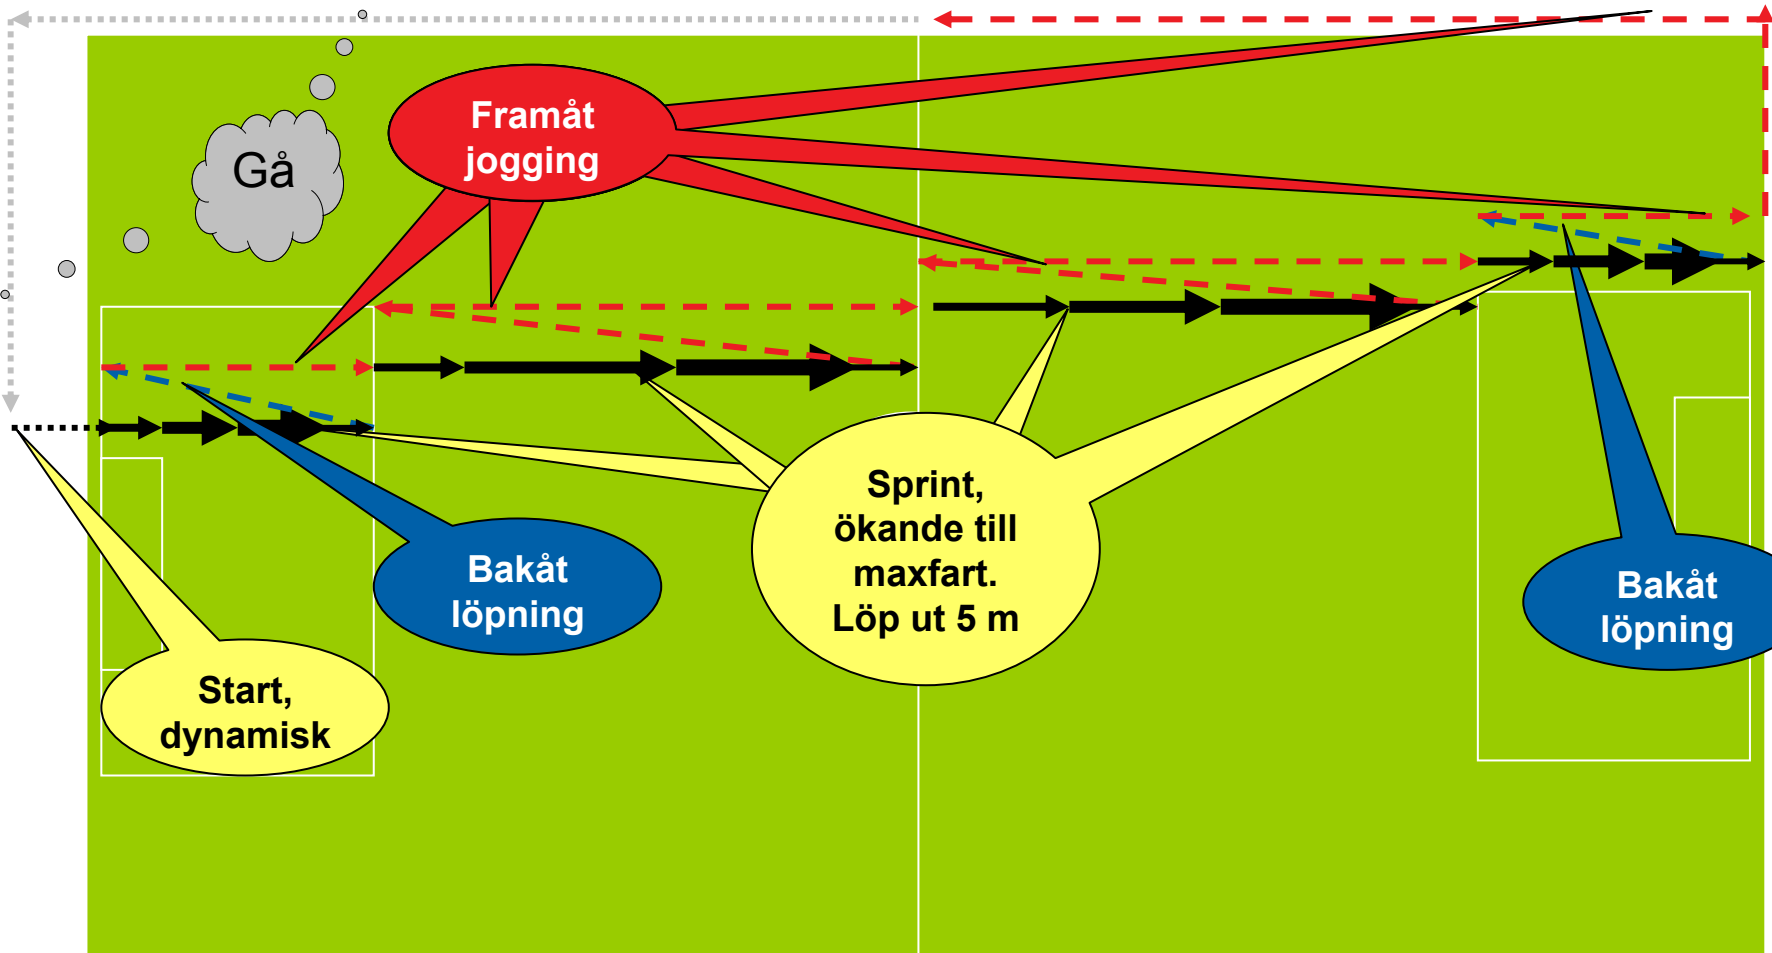 Framåt
jogging
Gå
Sprint,
ökande till
maxfart.
Löp ut 5 m
Bakåt
löpning
Bakåt
löpning
Start,
dynamisk